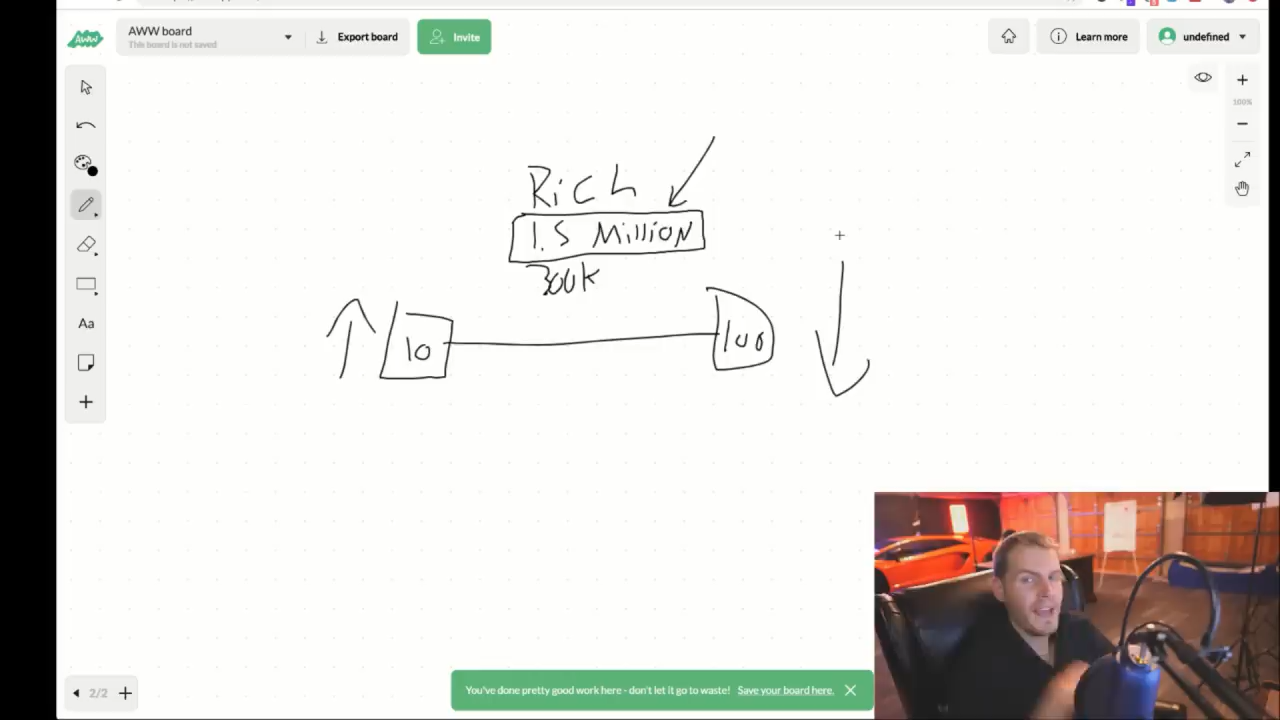 AWW
AWW board
This board is not saved
Export board
Invite
Learn more
undefined
100%
Rich
1.5 Million
300k
10
100
Aa
2/2
You've done pretty good work here - don't let it go to waste! Save your board here.